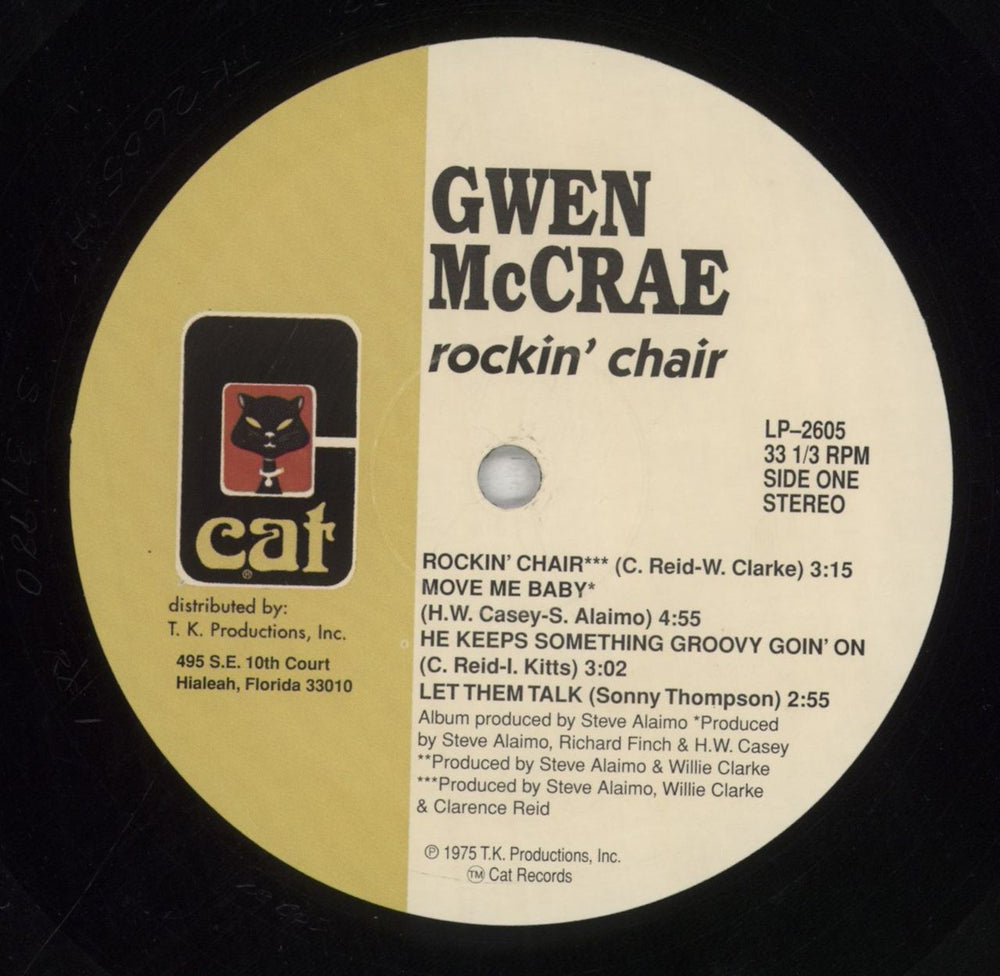 GWEN
McCRAE
rockin' chair
LP–2605
33 1/3 RPM
SIDE ONE
STEREO
cat
®
distributed by:
T. K. Productions, Inc.
495 S.E. 10th Court
Hialeah, Florida 33010
ROCKIN' CHAIR*** (C. Reid-W. Clarke) 3:15
MOVE ME BABY*
(H.W. Casey-S. Alaimo) 4:55
HE KEEPS SOMETHING GROOVY GOIN' ON
(C. Reid-I. Kitts) 3:02
LET THEM TALK (Sonny Thompson) 2:55
Album produced by Steve Alaimo *Produced
by Steve Alaimo, Richard Finch & H.W. Casey
**Produced by Steve Alaimo & Willie Clarke
***Produced by Steve Alaimo, Willie Clarke
& Clarence Reid
℗ 1975 T.K. Productions, Inc.
TM Cat Records